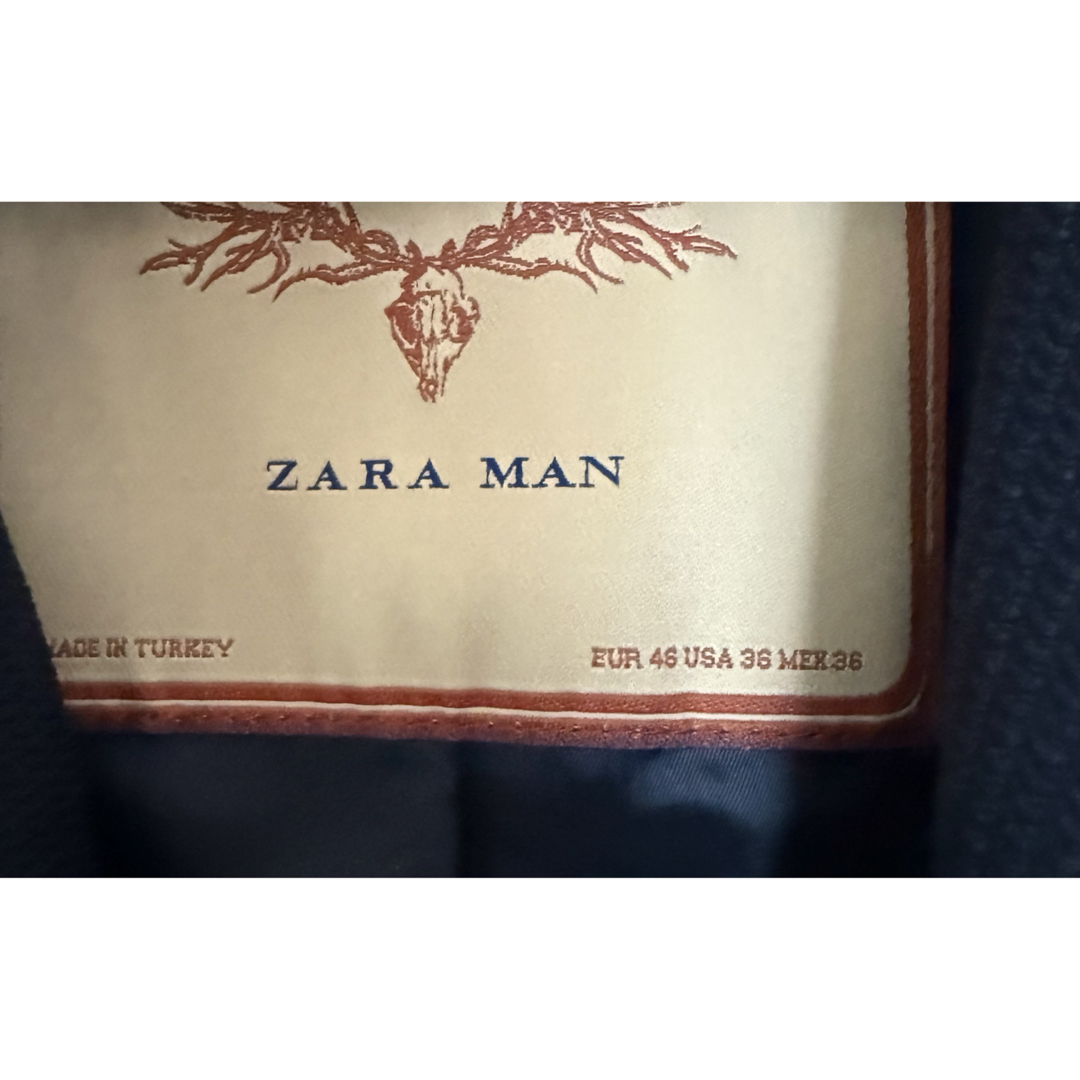 ZARA MAN
MADE IN TURKEY
EUR 46 USA 36 MEX 36